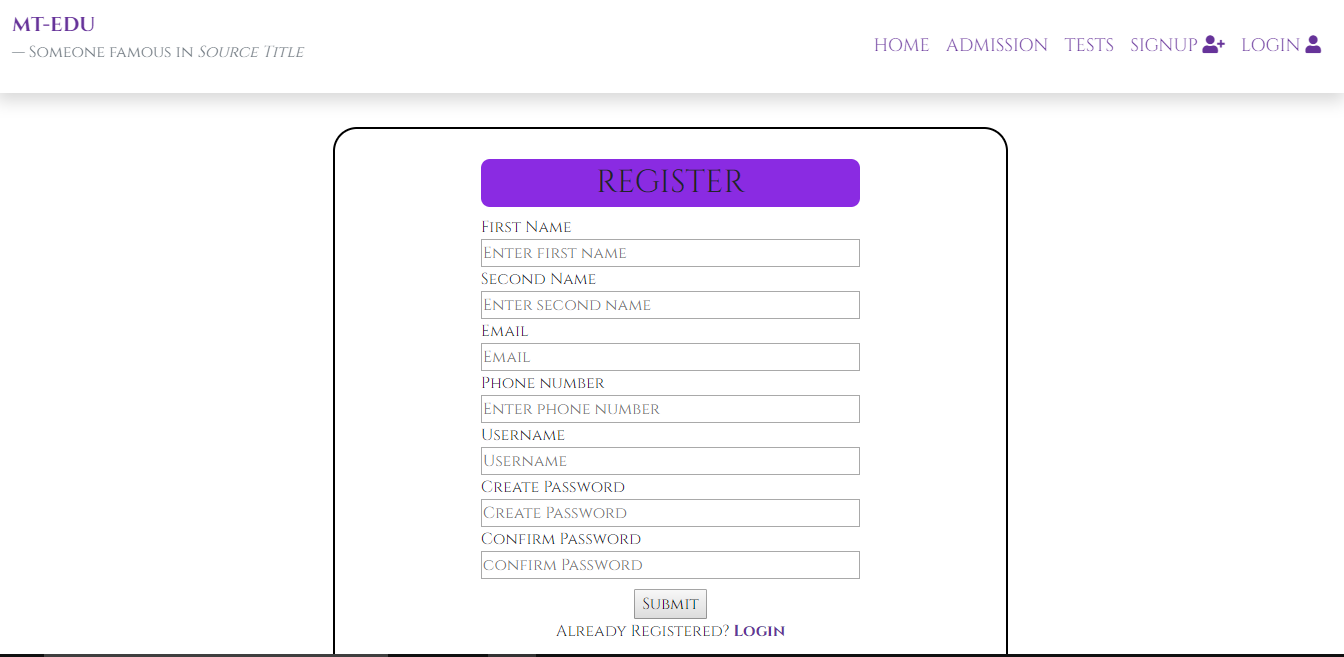 MT-EDU
— Someone famous in Source Title
HOME ADMISSION TESTS SIGNUP LOGIN
REGISTER
First Name
Enter first name
Second Name
Enter second name
Email
Email
Phone number
Enter phone number
Username
Username
Create Password
Create Password
Confirm Password
confirm Password
Submit
Already Registered? Login